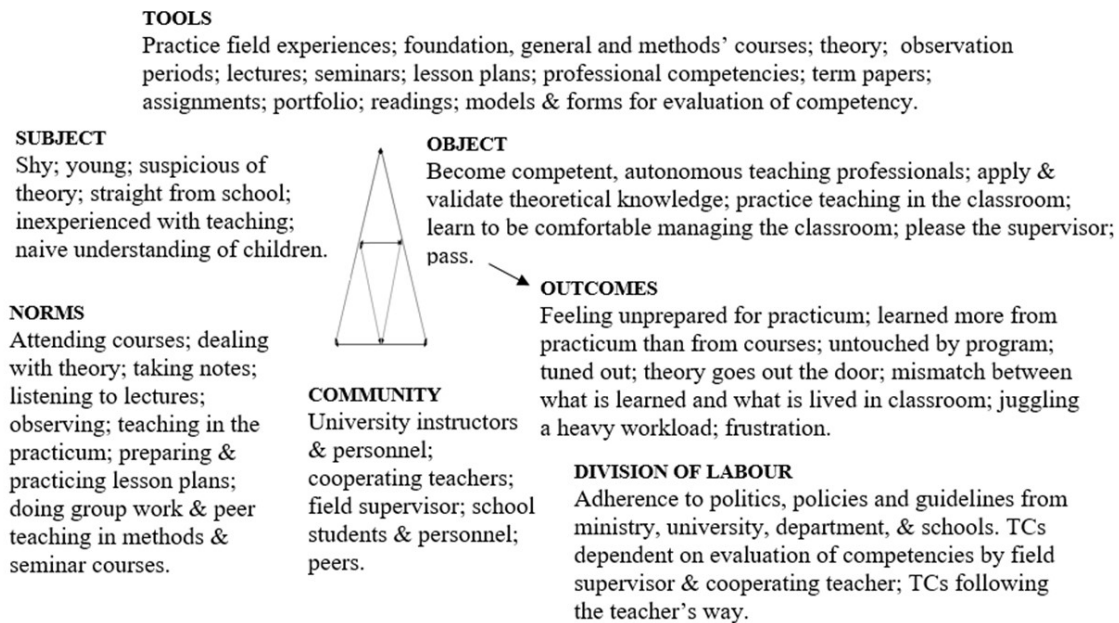 TOOLS
Practice field experiences; foundation, general and methods’ courses; theory; observation
periods; lectures; seminars; lesson plans; professional competencies; term papers;
assignments; portfolio; readings; models & forms for evaluation of competency.
SUBJECT
Shy; young; suspicious of
theory; straight from school;
inexperienced with teaching;
naive understanding of children.
OBJECT
Become competent, autonomous teaching professionals; apply &
validate theoretical knowledge; practice teaching in the classroom;
learn to be comfortable managing the classroom; please the supervisor;
pass.
OUTCOMES
Feeling unprepared for practicum; learned more from
practicum than from courses; untouched by program;
tuned out; theory goes out the door; mismatch between
what is learned and what is lived in classroom; juggling
a heavy workload; frustration.
NORMS
Attending courses; dealing
with theory; taking notes;
listening to lectures;
observing; teaching in the
practicum; preparing &
practicing lesson plans;
doing group work & peer
teaching in methods &
seminar courses.
COMMUNITY
University instructors
& personnel;
cooperating teachers;
field supervisor; school
students & personnel;
peers.
DIVISION OF LABOUR
Adherence to politics, policies and guidelines from
ministry, university, department, & schools. TCs
dependent on evaluation of competencies by field
supervisor & cooperating teacher; TCs following
the teacher’s way.